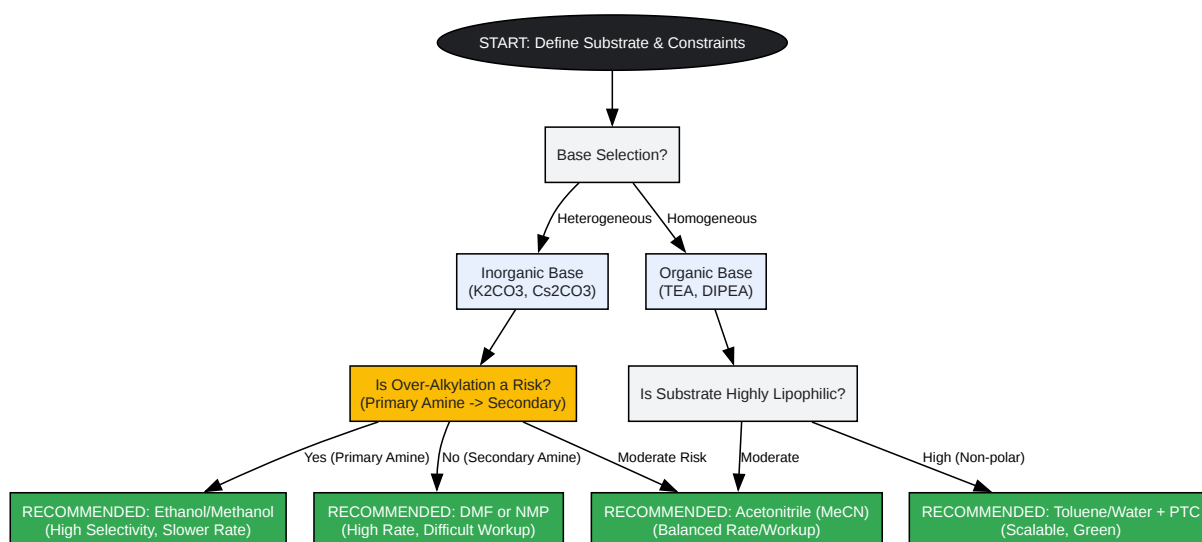 START: Define Substrate & Constraints
Base Selection?
Heterogeneous
Homogeneous
Inorganic Base
(K2CO3, Cs2CO3)
Organic Base
(TEA, DIPEA)
Is Over-Alkylation a Risk?
(Primary Amine -> Secondary)
Is Substrate Highly Lipophilic?
Yes (Primary Amine)
No (Secondary Amine)
Moderate Risk
Moderate
High (Non-polar)
RECOMMENDED: Ethanol/Methanol
(High Selectivity, Slower Rate)
RECOMMENDED: DMF or NMP
(High Rate, Difficult Workup)
RECOMMENDED: Acetonitrile (MeCN)
(Balanced Rate/Workup)
RECOMMENDED: Toluene/Water + PTC
(Scalable, Green)